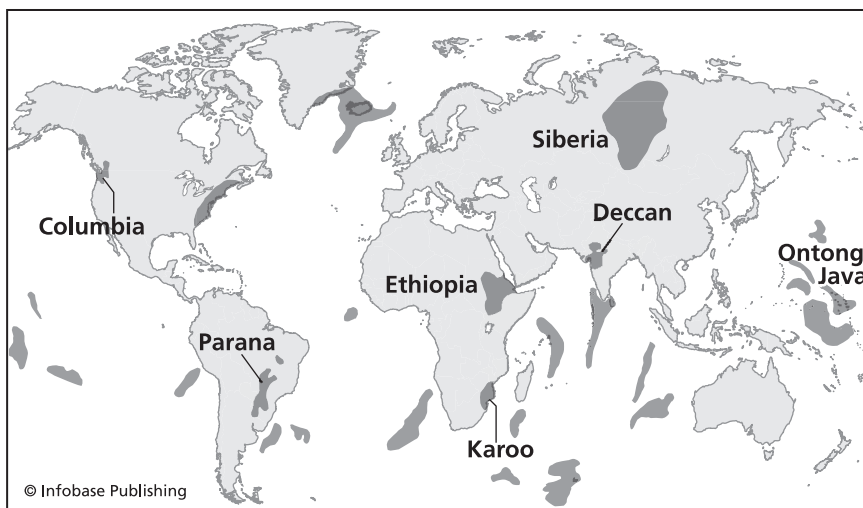 Siberia
Columbia
Deccan
Ontong
Java
Ethiopia
Parana
Karoo
© Infobase Publishing